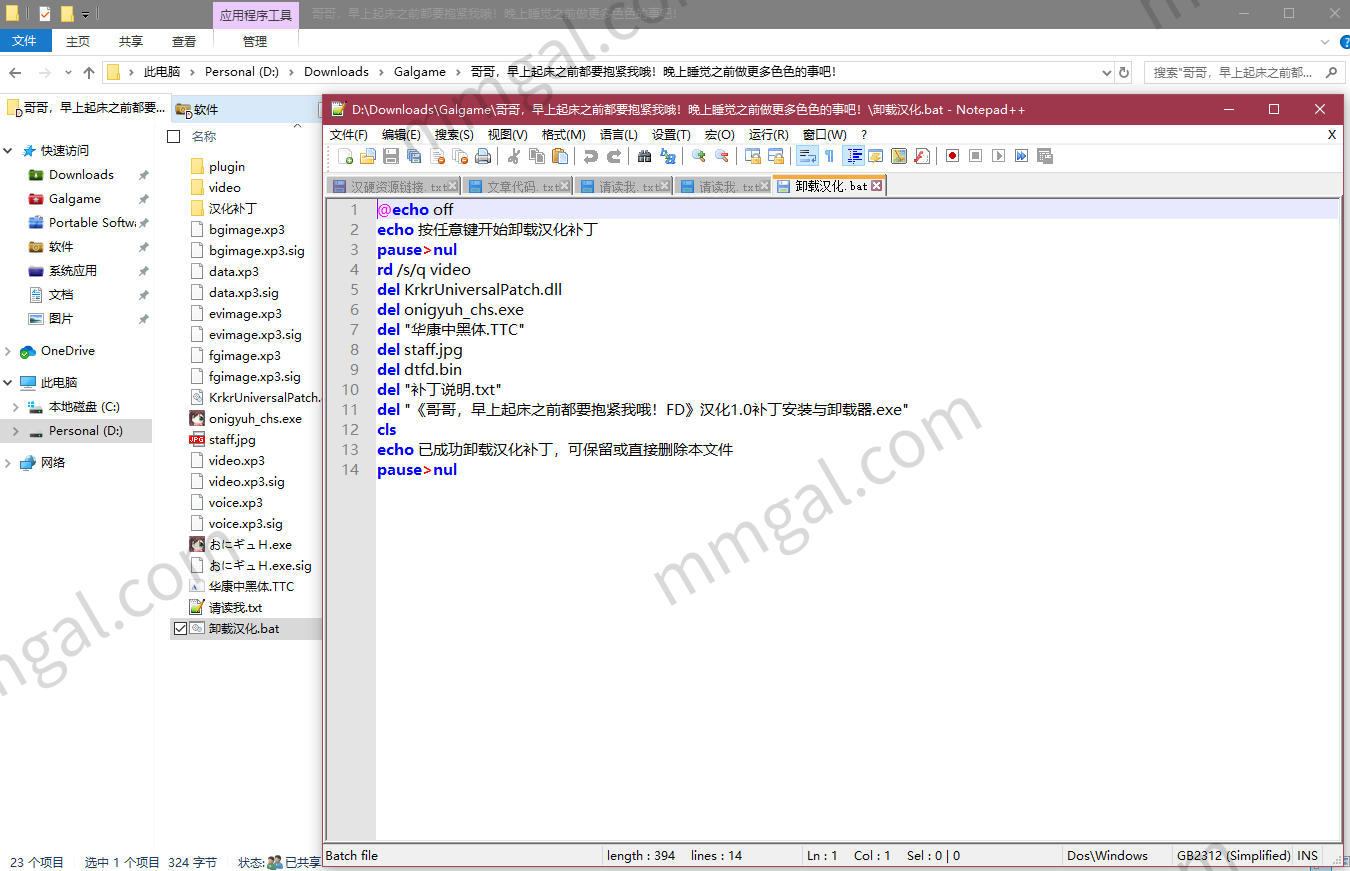 应用程序工具
哥哥，早上起床之前都要抱紧我哦！晚上睡觉之前做更多色色的事吧！
文件 主页 共享 查看 管理
此电脑 Personal (D:) Downloads Galgame 哥哥，早上起床之前都要抱紧我哦！晚上睡觉之前做更多色色的事吧！ 搜索"哥哥，早上起床之前都...
哥哥，早上起床之前都要...
软件
快速访问
Downloads
Galgame
Portable Softwa
软件
系统应用
文档
图片
OneDrive
此电脑
本地磁盘 (C:)
Personal (D:)
网络
名称
plugin
video
汉化补丁
bgimage.xp3
bgimage.xp3.sig
data.xp3
data.xp3.sig
evimage.xp3
evimage.xp3.sig
fgimage.xp3
fgimage.xp3.sig
KrkrUniversalPatch.
onigyuh_chs.exe
staff.jpg
video.xp3
video.xp3.sig
voice.xp3
voice.xp3.sig
おにギュH.exe
おにギュH.exe.sig
华康中黑体.TTC
请读我.txt
卸载汉化.bat
D:\Downloads\Galgame\哥哥，早上起床之前都要抱紧我哦！晚上睡觉之前做更多色色的事吧！\卸载汉化.bat - Notepad++
文件(F) 编辑(E) 搜索(S) 视图(V) 格式(M) 语言(L) 设置(T) 宏(O) 运行(R) 窗口(W) ? X
汉硬资源链接.txt 文章代码.txt 请读我.txt 请读我.txt 卸载汉化.bat
1 @echo off
2 echo 按任意键开始卸载汉化补丁
3 pause>nul
4 rd /s/q video
5 del KrkrUniversalPatch.dll
6 del onigyuh_chs.exe
7 del "华康中黑体.TTC"
8 del staff.jpg
9 del dtfd.bin
10 del "补丁说明.txt"
11 del "《哥哥，早上起床之前都要抱紧我哦！FD》汉化1.0补丁安装与卸载器.exe"
12 cls
13 echo 已成功卸载汉化补丁，可保留或直接删除本文件
14 pause>nul
Batch file length : 394 lines : 14 Ln : 1 Col : 1 Sel : 0 | 0 Dos\Windows GB2312 (Simplified) INS
23 个项目 选中 1 个项目 324 字节 状态: 已共享
mmgal.com
mmgal.com
mmgal.com